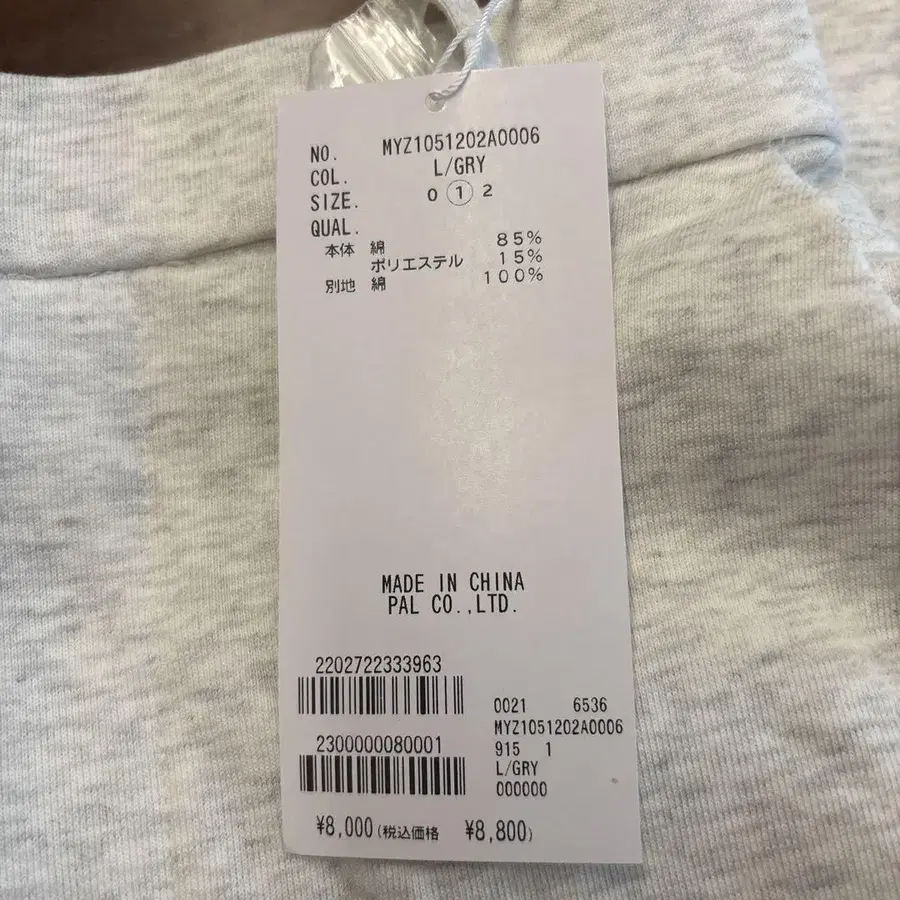 NO. MYZ1051202A0006
COL. L/GRY
SIZE. 0 ① 2
QUAL.
本体 綿 85%
ポリエステル 15%
別地 綿 100%
MADE IN CHINA
PAL CO.,LTD.
2202722333963
2300000080001
0021 6536
MYZ1051202A0006
915 1
L/GRY
000000
¥8,000(税込価格 ¥8,800)